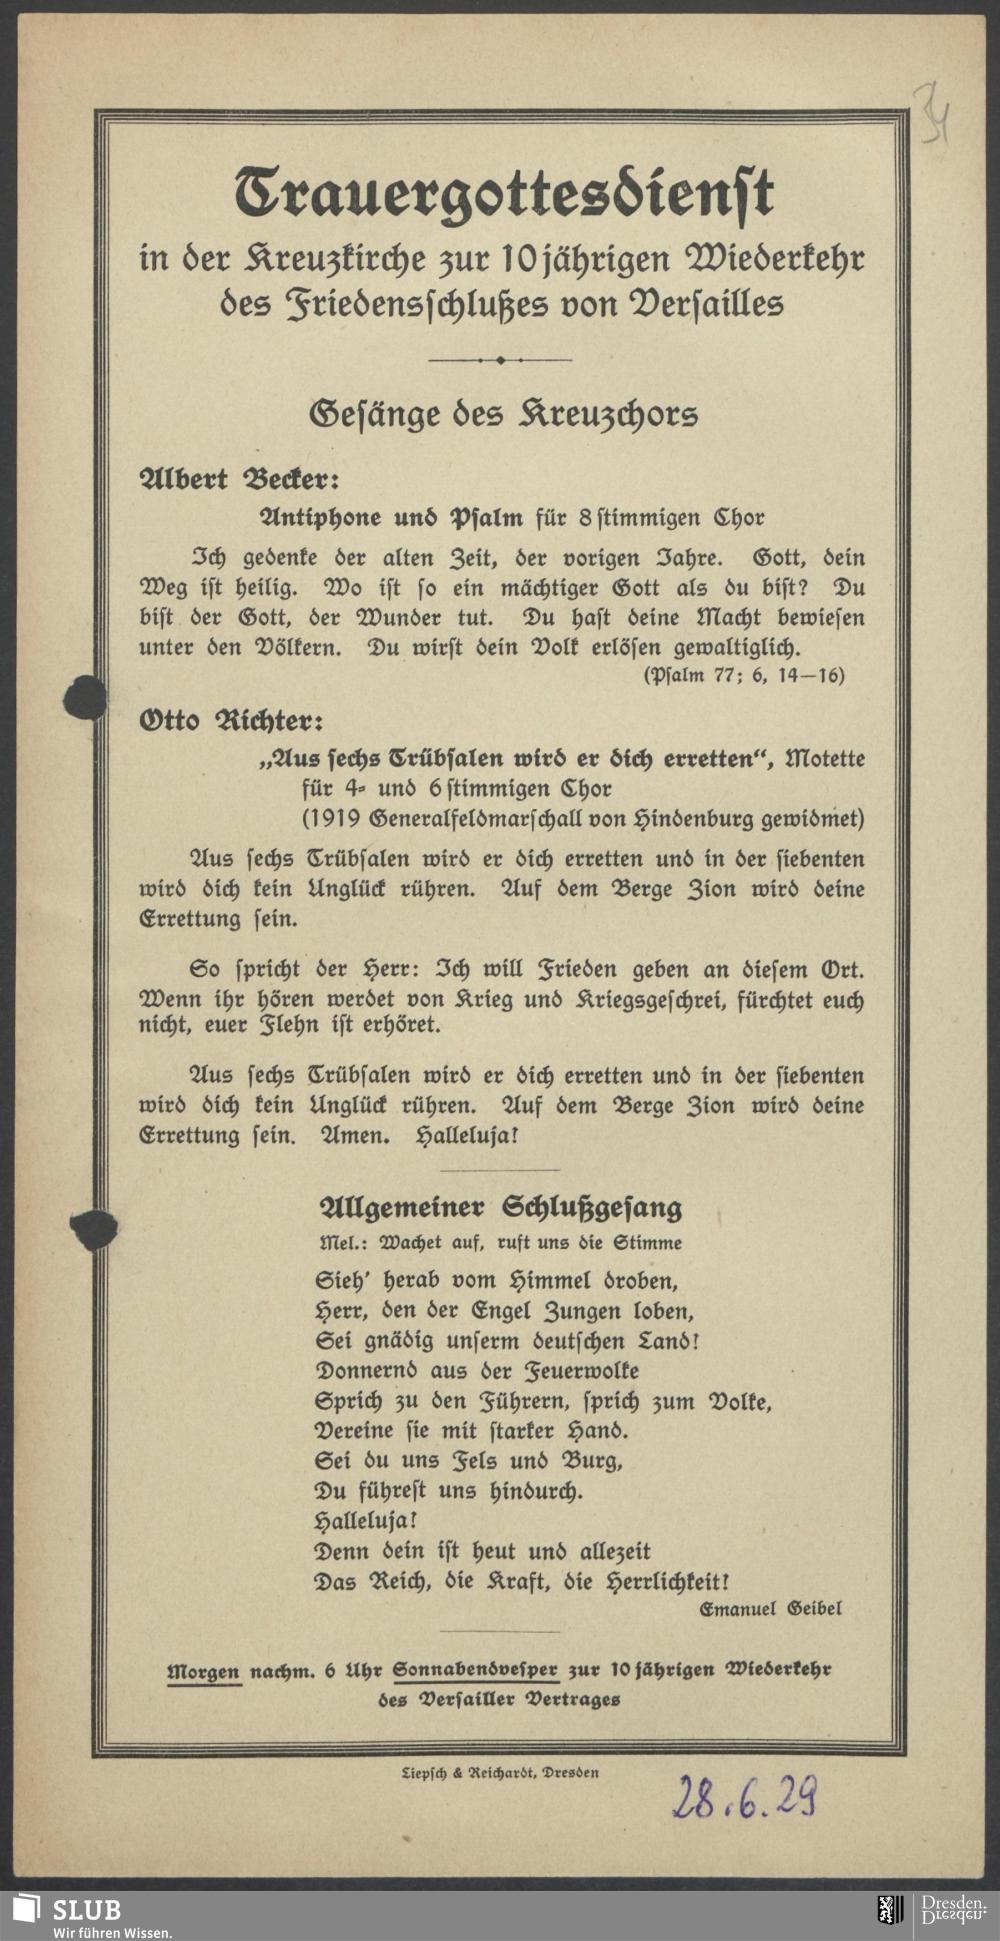 34
Trauergottesdienst
in der Kreuzkirche zur 10jährigen Wiederkehr
des Friedensschlußes von Versailles
Gesänge des Kreuzchors
Albert Becker:
Antiphone und Psalm für 8stimmigen Chor
Ich gedenke der alten Zeit, der vorigen Jahre. Gott, dein
Weg ist heilig. Wo ist so ein mächtiger Gott als du bist? Du
bist der Gott, der Wunder tut. Du hast deine Macht bewiesen
unter den Völkern. Du wirst dein Volk erlösen gewaltiglich.
(Psalm 77; 6, 14—16)
Otto Richter:
„Aus sechs Trübsalen wird er dich erretten“, Motette
für 4- und 6stimmigen Chor
(1919 Generalfeldmarschall von Hindenburg gewidmet)
Aus sechs Trübsalen wird er dich erretten und in der siebenten
wird dich kein Unglück rühren. Auf dem Berge Zion wird deine
Errettung sein.
So spricht der Herr: Ich will Frieden geben an diesem Ort.
Wenn ihr hören werdet von Krieg und Kriegsgeschrei, fürchtet euch
nicht, euer Flehn ist erhöret.
Aus sechs Trübsalen wird er dich erretten und in der siebenten
wird dich kein Unglück rühren. Auf dem Berge Zion wird deine
Errettung sein. Amen. Halleluja!
Allgemeiner Schlußgesang
Mel.: Wachet auf, ruft uns die Stimme
Sieh’ herab vom Himmel droben,
Herr, den der Engel Zungen loben,
Sei gnädig unserm deutschen Land!
Donnernd aus der Feuerwolke
Sprich zu den Führern, sprich zum Volke,
Vereine sie mit starker Hand.
Sei du uns Fels und Burg,
Du führest uns hindurch.
Halleluja!
Denn dein ist heut und allezeit
Das Reich, die Kraft, die Herrlichkeit!
Emanuel Geibel
Morgen nachm. 6 Uhr Sonnabendvesper zur 10jährigen Wiederkehr
des Versailler Vertrages
Liepsch & Reichardt, Dresden
28.6.29
SLUB
Wir führen Wissen.
Dresden.
Dresden.